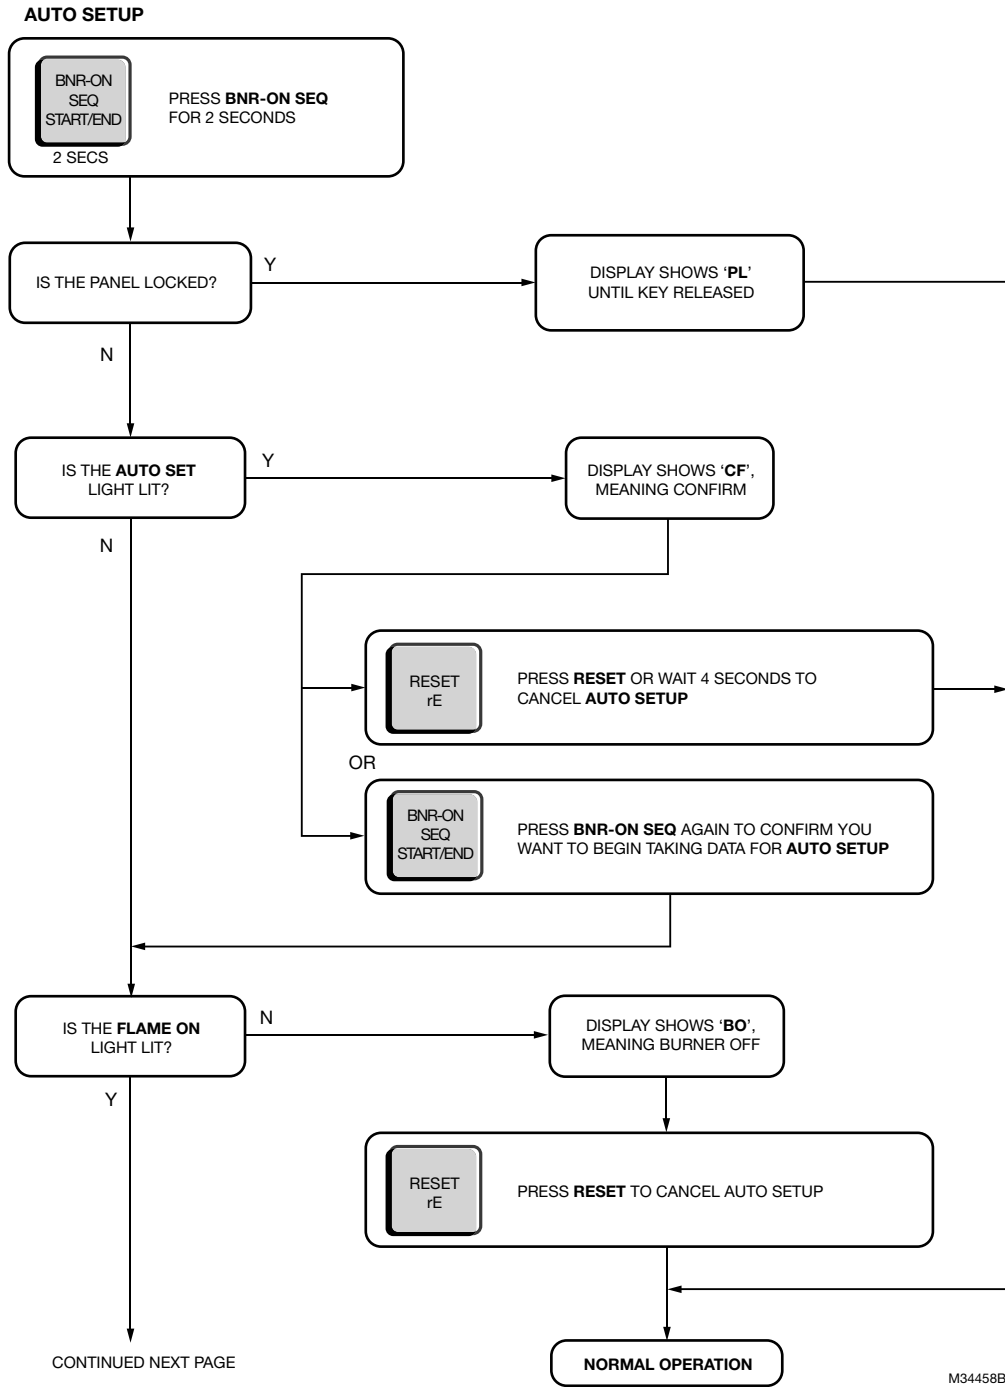 AUTO SETUP
BNR-ON
SEQ
START/END
2 SECS
PRESS BNR-ON SEQ
FOR 2 SECONDS
IS THE PANEL LOCKED?
Y
DISPLAY SHOWS ‘PL’
UNTIL KEY RELEASED
N
IS THE AUTO SET
LIGHT LIT?
Y
DISPLAY SHOWS ‘CF’,
MEANING CONFIRM
N
RESET
rE
PRESS RESET OR WAIT 4 SECONDS TO
CANCEL AUTO SETUP
OR
BNR-ON
SEQ
START/END
PRESS BNR-ON SEQ AGAIN TO CONFIRM YOU
WANT TO BEGIN TAKING DATA FOR AUTO SETUP
IS THE FLAME ON
LIGHT LIT?
N
DISPLAY SHOWS ‘BO’,
MEANING BURNER OFF
Y
RESET
rE
PRESS RESET TO CANCEL AUTO SETUP
CONTINUED NEXT PAGE
NORMAL OPERATION
M34458B